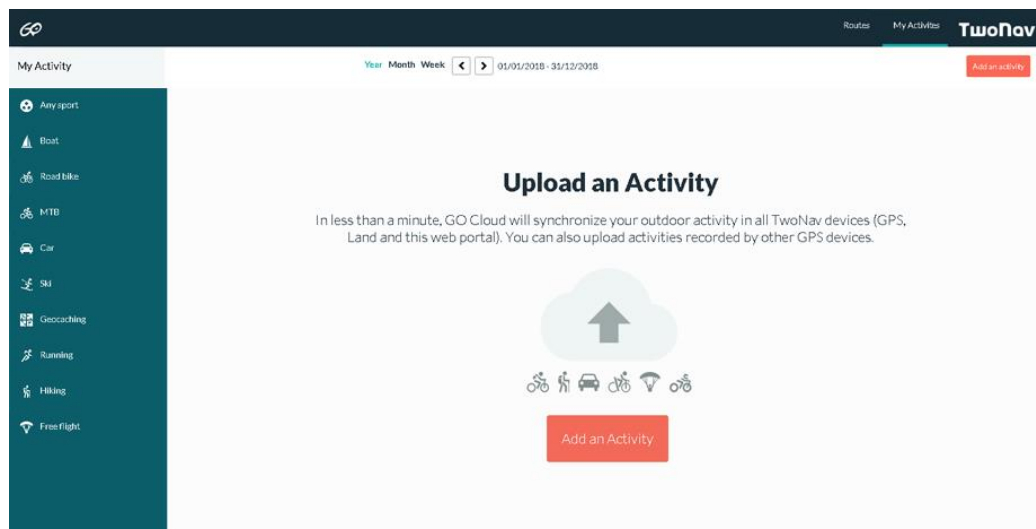 GO
Routes My Activites TwoNav
My Activity
Year Month Week 01/01/2018 - 31/12/2018
Add an activity
Any sport
Boat
Road bike
MTB
Car
Ski
Geocaching
Running
Hiking
Free flight
Upload an Activity
In less than a minute, GO Cloud will synchronize your outdoor activity in all TwoNav devices (GPS,
Land and this web portal). You can also upload activities recorded by other GPS devices.
Add an Activity